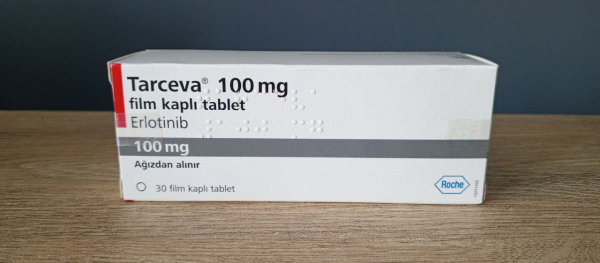 Tarceva® 100 mg
film kaplı tablet
Erlotinib
100 mg
Ağızdan alınır
30 film kaplı tablet
Roche